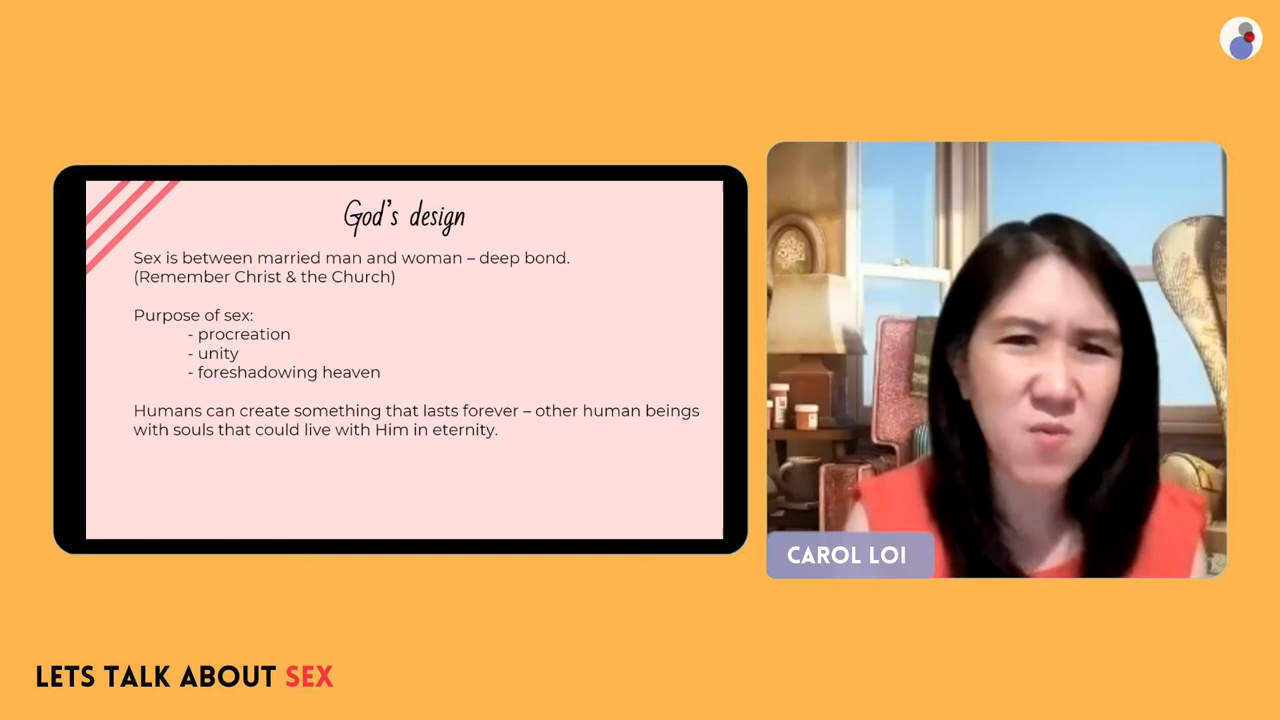 God's design
Sex is between married man and woman – deep bond.
(Remember Christ & the Church)
Purpose of sex:
- procreation
- unity
- foreshadowing heaven
Humans can create something that lasts forever – other human beings
with souls that could live with Him in eternity.
CAROL LOI
LETS TALK ABOUT SEX